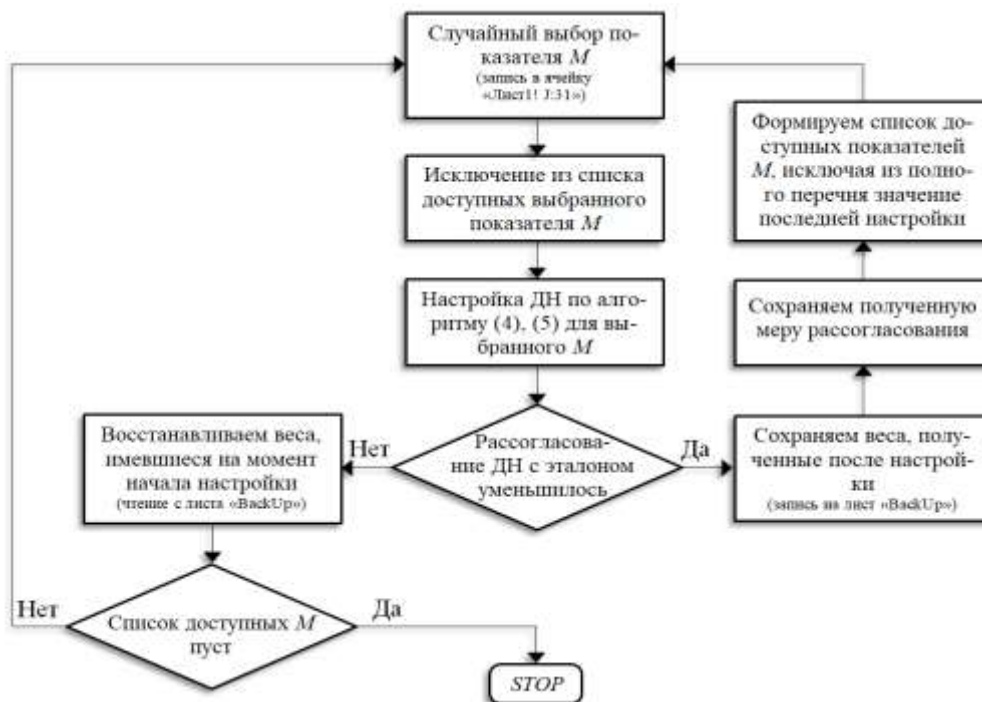 Случайный выбор по-
казателя M
(запись в ячейку
«Лист1! J:31»)
Исключение из списка
доступных выбранного
показателя M
Настройка ДН по алго-
ритму (4), (5) для вы-
бранного M
Рассогласова-
ние ДН с эталоном
уменьшилось
Нет
Да
Восстанавливаем веса,
имевшиеся на момент
начала настройки
(чтение с листа «BackUp»)
Список доступных M
пуст
Нет
Да
STOP
Сохраняем веса, полу-
ченные после настрой-
ки
(запись на лист «BackUp»)
Сохраняем полученную
меру рассогласования
Формируем список до-
ступных показателей
M, исключая из полно-
го перечня значение
последней настройки